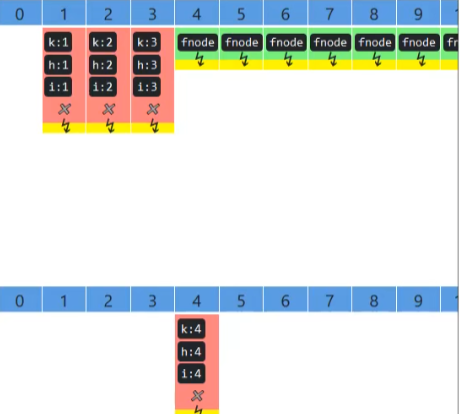 0 1 2 3 4 5 6 7 8 9
k:1 k:2 k:3 fnode fnode fnode fnode fnode fnode
h:1 h:2 h:3
i:1 i:2 i:3
0 1 2 3 4 5 6 7 8 9
k:4
h:4
i:4